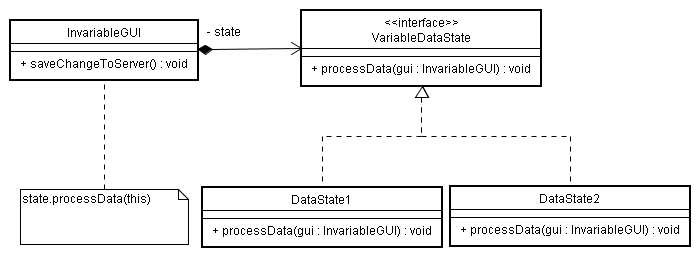 InvariableGUI
+ saveChangeToServer() : void
- state
<<interface>>
VariableDataState
+ processData(gui : InvariableGUI) : void
state.processData(this)
DataState1
+ processData(gui : InvariableGUI) : void
DataState2
+ processData(gui : InvariableGUI) : void